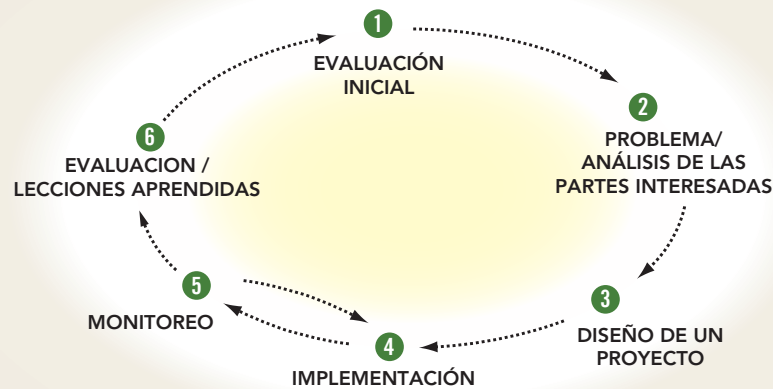 1
EVALUACIÓN
INICIAL
2
PROBLEMA/
ANÁLISIS DE LAS
PARTES INTERESADAS
3
DISEÑO DE UN
PROYECTO
4
IMPLEMENTACIÓN
5
MONITOREO
6
EVALUACION /
LECCIONES APRENDIDAS